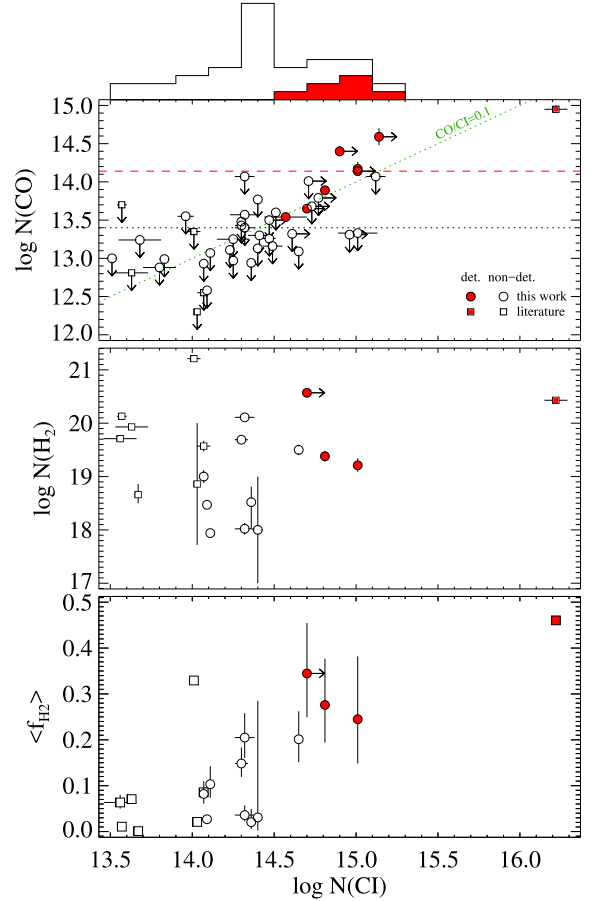 15.0
CO/CI=0.1
14.5
14.0
log N(CO)
13.5
13.0
det. non-det.
this work
12.5
literature
12.0
21
20
log N(H2)
19
18
17
0.5
0.4
0.3
<fH2>
0.2
0.1
0.0
13.5 14.0 14.5 15.0 15.5 16.0
log N(CI)